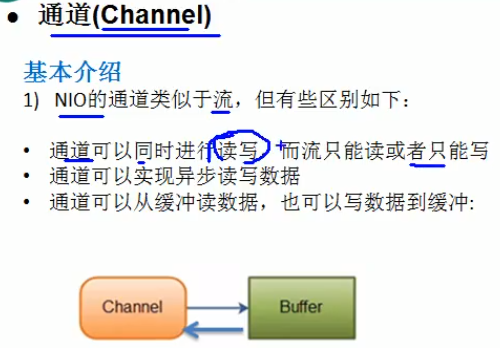 • 通道(Channel)
基本介绍
1) NIO的通道类似于流，但有些区别如下：
• 通道可以同时进行读写，而流只能读或者只能写
• 通道可以实现异步读写数据
• 通道可以从缓冲读数据，也可以写数据到缓冲:
Channel
Buffer